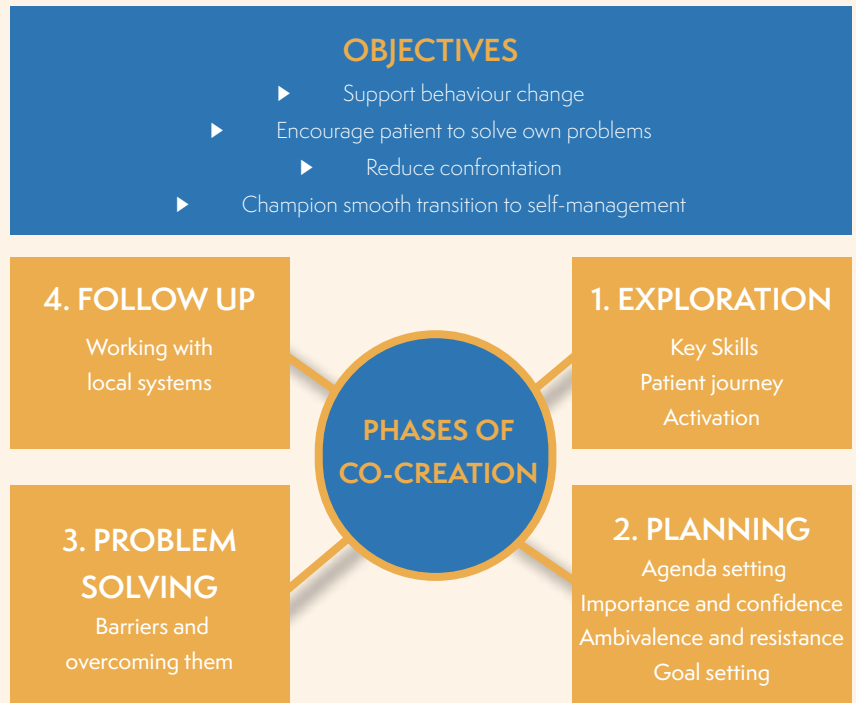 OBJECTIVES
▶ Support behaviour change
▶ Encourage patient to solve own problems
▶ Reduce confrontation
▶ Champion smooth transition to self-management
4. FOLLOW UP
Working with
local systems
1. EXPLORATION
Key Skills
Patient journey
Activation
PHASES OF
CO-CREATION
3. PROBLEM
SOLVING
Barriers and
overcoming them
2. PLANNING
Agenda setting
Importance and confidence
Ambivalence and resistance
Goal setting